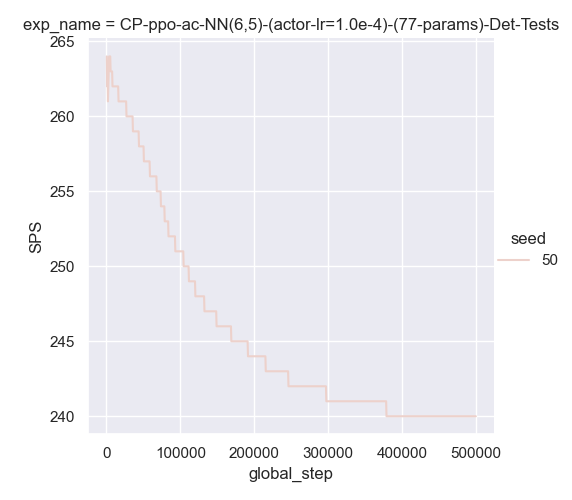 exp_name = CP-ppo-ac-NN(6,5)-(actor-lr=1.0e-4)-(77-params)-Det-Tests
265
260
255
250
245
240
SPS
0 100000 200000 300000 400000 500000
global_step
seed
50